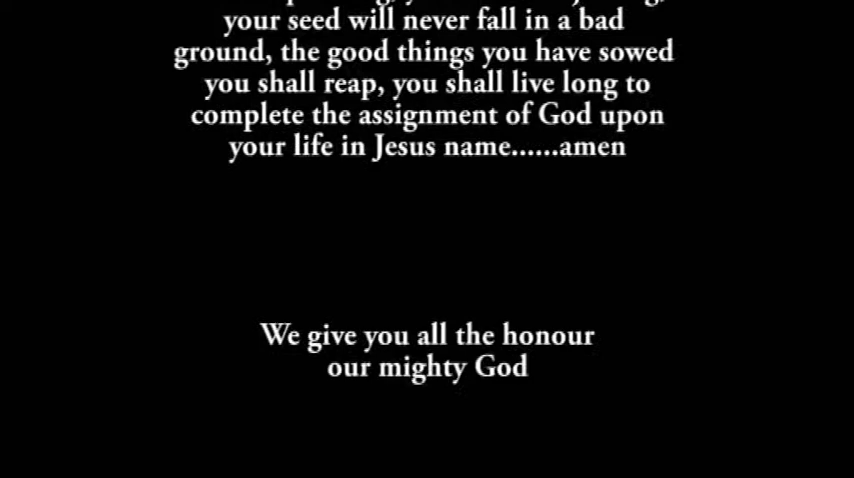 your seed will never fall in a bad
ground, the good things you have sowed
you shall reap, you shall live long to
complete the assignment of God upon
your life in Jesus name......amen
We give you all the honour
our mighty God